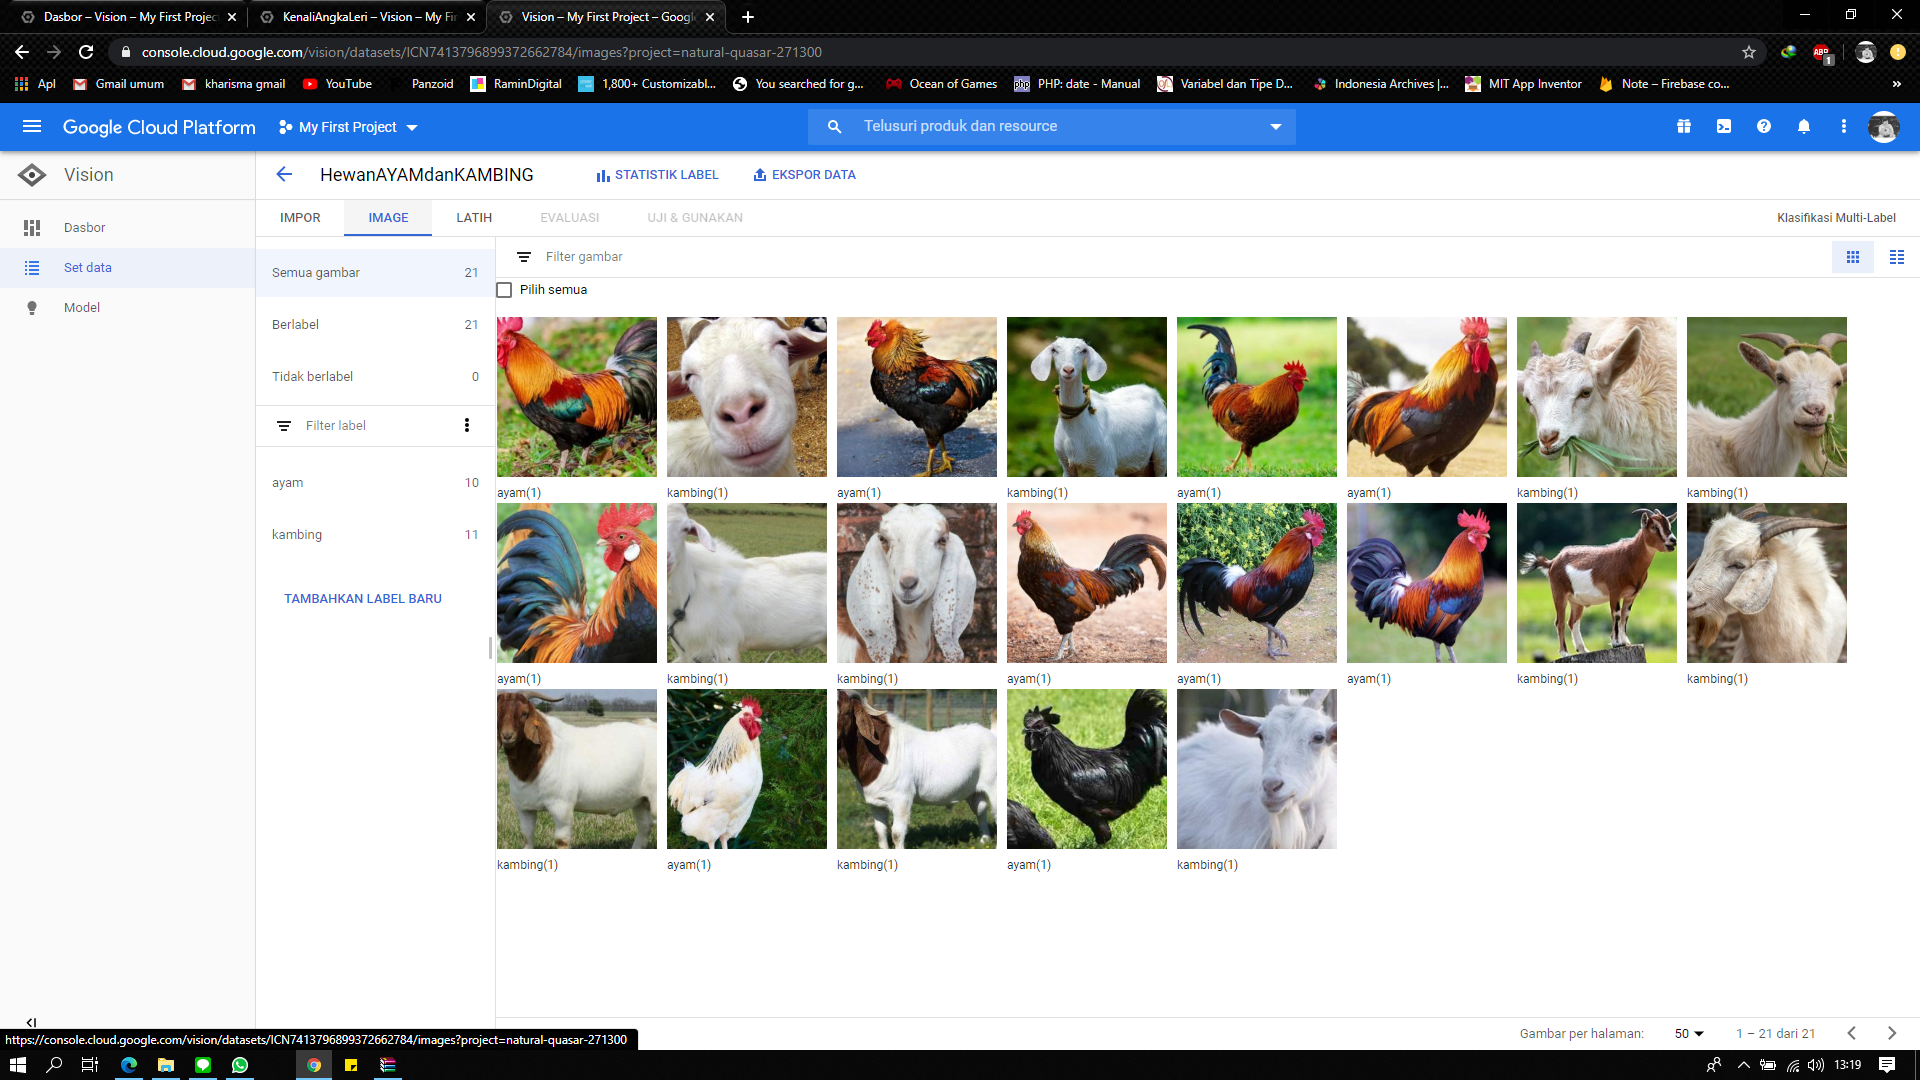 Dasbor – Vision – My First Project
KenaliAngkaLeri – Vision – My Fir
Vision – My First Project – Google
console.cloud.google.com/vision/datasets/ICN7413796899372662784/images?project=natural-quasar-271300
ABP
1
Apl
Gmail umum
kharisma gmail
YouTube
Panzoid
RaminDigital
1,800+ Customizabl...
You searched for g...
Ocean of Games
php
PHP: date - Manual
Variabel dan Tipe D...
Indonesia Archives |...
MIT App Inventor
Note – Firebase co...
»
Google Cloud Platform
My First Project
Telusuri produk dan resource
Vision
HewanAYAMdanKAMBING
STATISTIK LABEL
EKSPOR DATA
Dasbor
Set data
Model
IMPOR
IMAGE
LATIH
EVALUASI
UJI & GUNAKAN
Klasifikasi Multi-Label
Semua gambar 21
Berlabel 21
Tidak berlabel 0
Filter label
ayam 10
kambing 11
TAMBAHKAN LABEL BARU
Filter gambar
Pilih semua
ayam(1) kambing(1) ayam(1) kambing(1) ayam(1) ayam(1) kambing(1) kambing(1)
ayam(1) kambing(1) kambing(1) ayam(1) ayam(1) ayam(1) kambing(1) kambing(1)
kambing(1) ayam(1) kambing(1) ayam(1) kambing(1)
Gambar per halaman: 50 1 – 21 dari 21
https://console.cloud.google.com/vision/datasets/ICN7413796899372662784/images?project=natural-quasar-271300
13:19